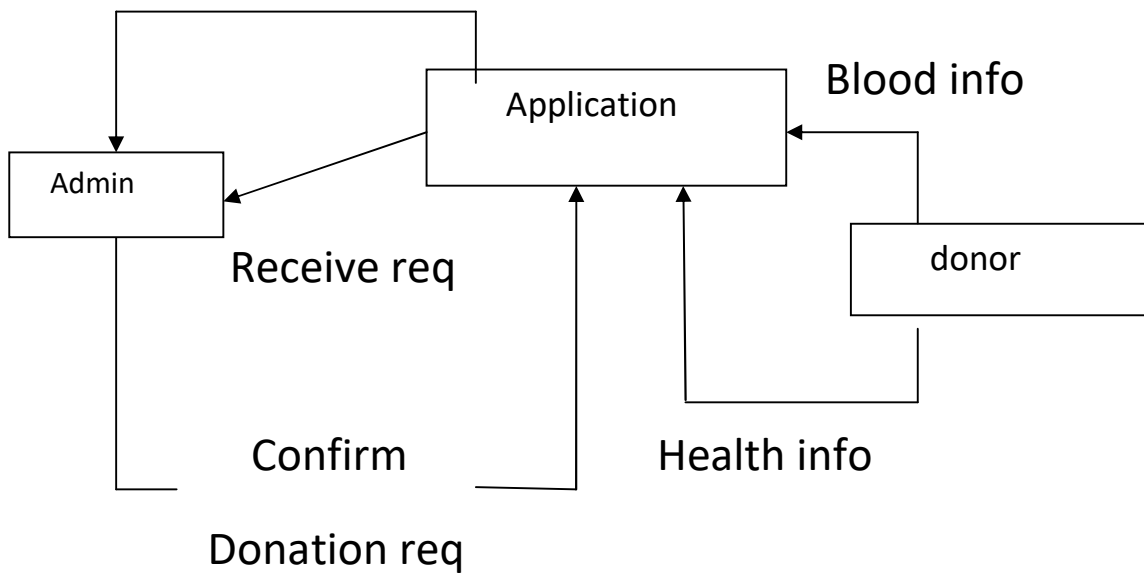 Application
Blood info
Admin
Receive req
donor
Confirm
Health info
Donation req